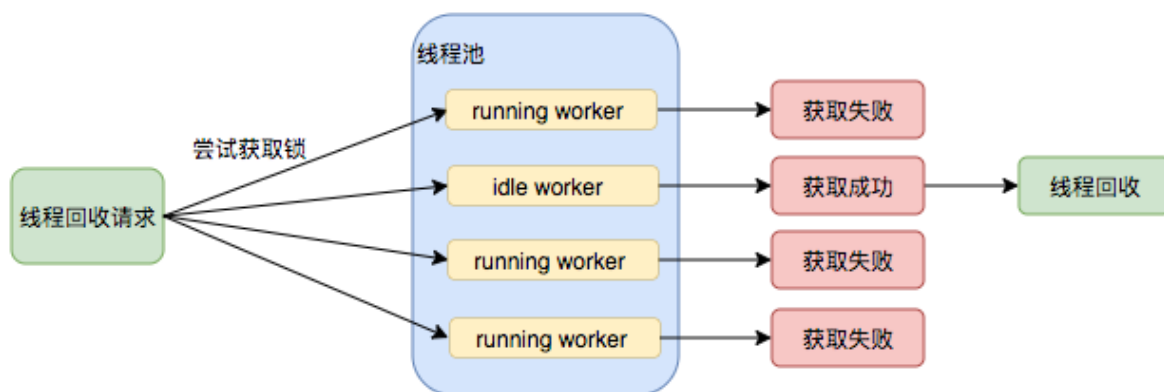 线程池
running worker
获取失败
尝试获取锁
idle worker
获取成功
线程回收
线程回收请求
running worker
获取失败
running worker
获取失败